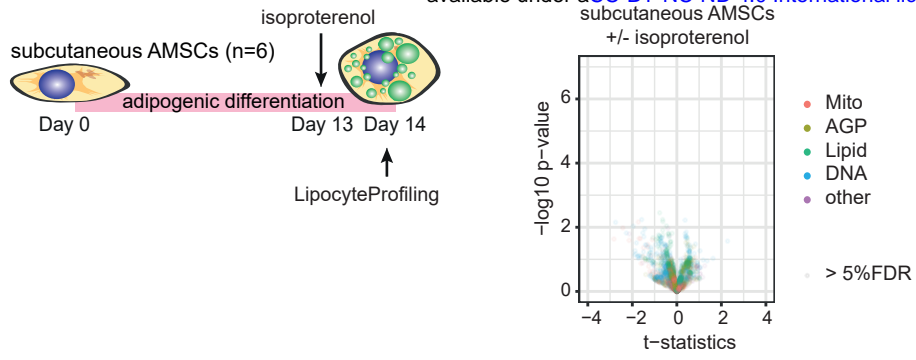 isoproterenol
subcutaneous AMSCs (n=6)
adipogenic differentiation
Day 0
Day 13
Day 14
LipocyteProfiling
subcutaneous AMSCs
+/- isoproterenol
−log10 p−value
6
4
2
0
−4
−2
0
2
4
t−statistics
Mito
AGP
Lipid
DNA
other
> 5%FDR